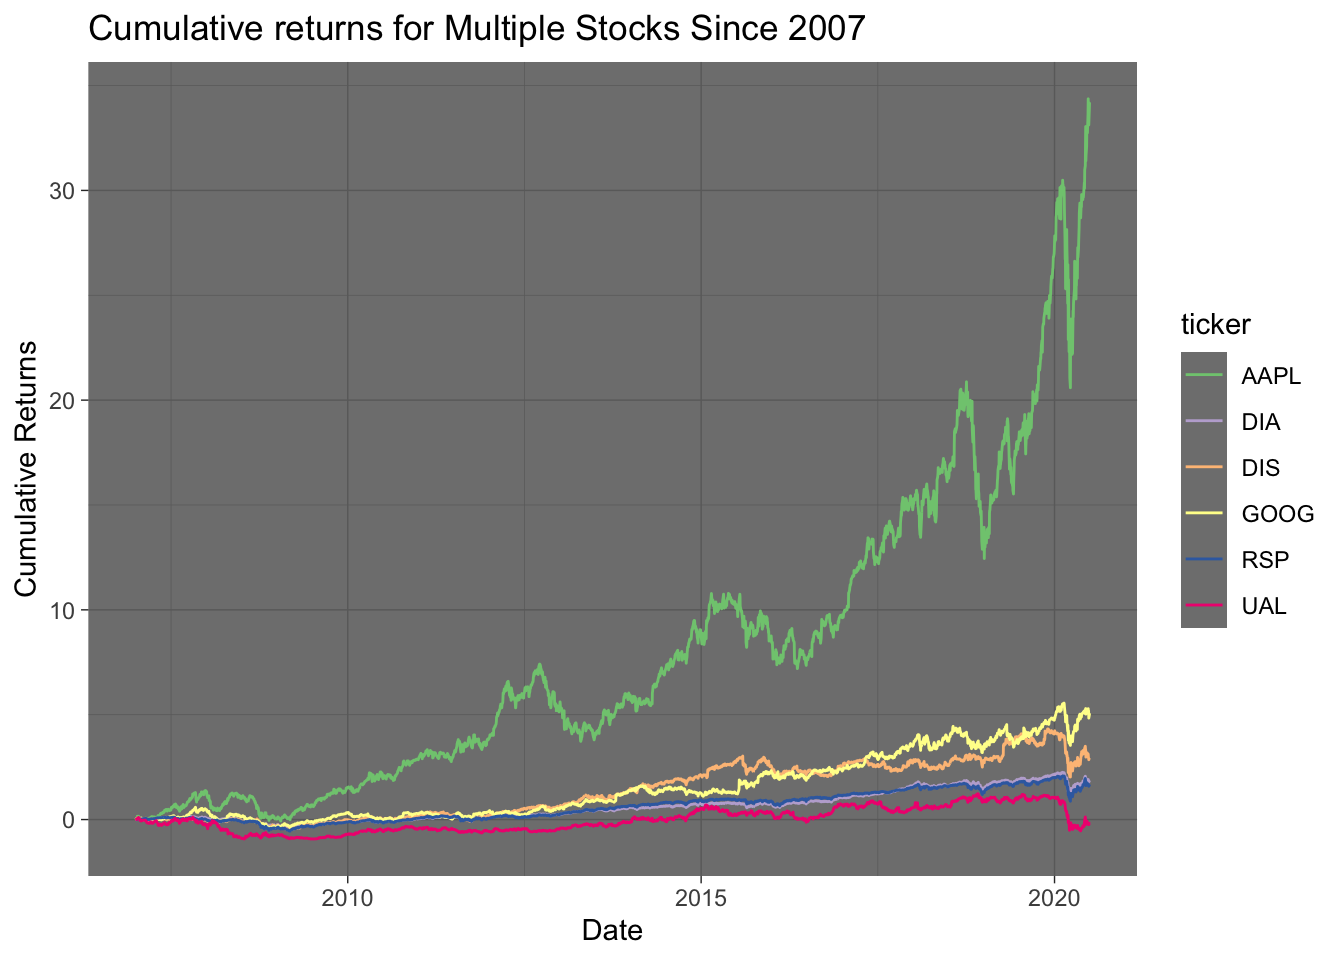 Cumulative returns for Multiple Stocks Since 2007
30
20
10
0
Cumulative Returns
2010 2015 2020
Date
ticker
AAPL
DIA
DIS
GOOG
RSP
UAL